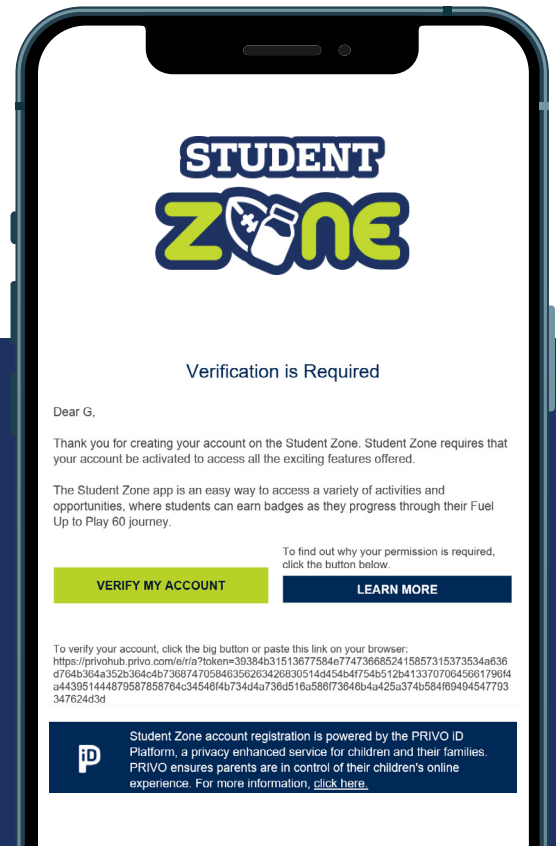 STUDENT
ZONE
Verification is Required
Dear G,
Thank you for creating your account on the Student Zone. Student Zone requires that
your account be activated to access all the exciting features offered.
The Student Zone app is an easy way to access a variety of activities and
opportunities, where students can earn badges as they progress through their Fuel
Up to Play 60 journey.
To find out why your permission is required,
click the button below.
VERIFY MY ACCOUNT
LEARN MORE
To verify your account, click the big button or paste this link on your browser:
https://privohub.privo.com/e/r/a?token=39384b31513677584e774736685241585731537353​4a636
d764b364a352b364c4b736874705846356263426830514d454b4f754b512b41337070645661796f4
a443951444879587858764c34546f4b734d4a736d516a586f73646b4a425a374b584f69494547793
347624d3d
iD
Student Zone account registration is powered by the PRIVO iD
Platform, a privacy enhanced service for children and their families.
PRIVO ensures parents are in control of their children's online
experience. For more information, click here.